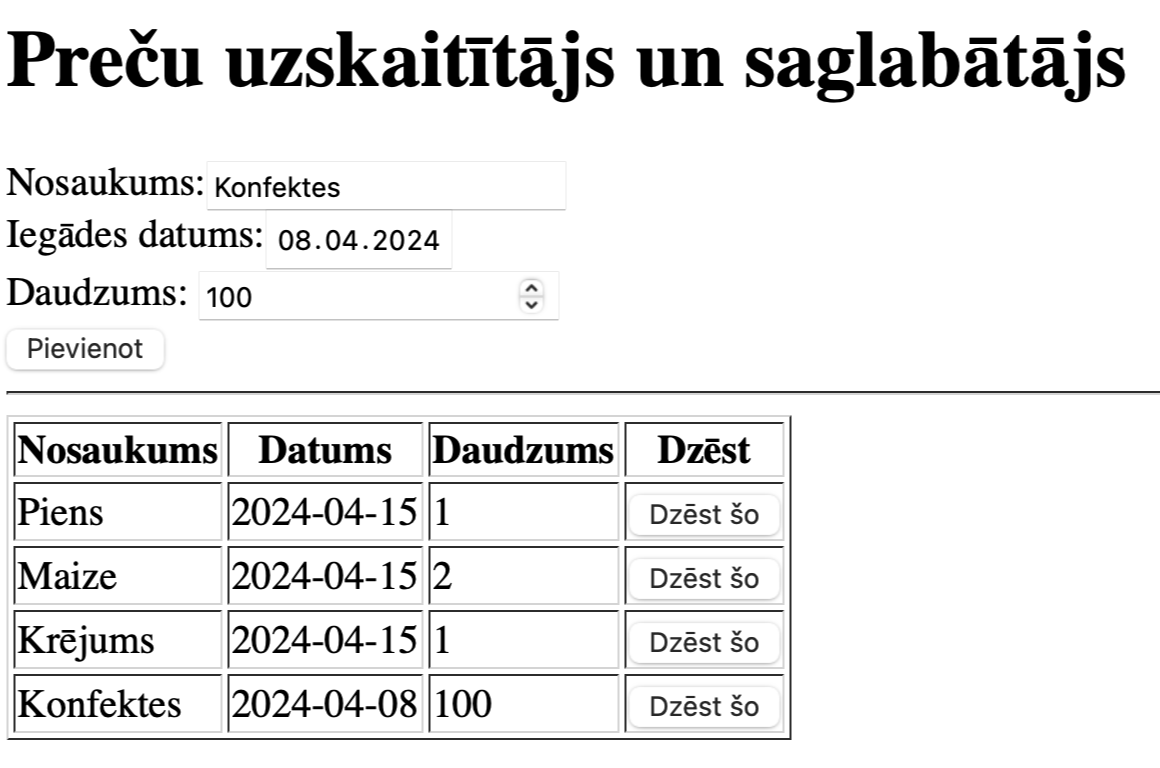 Preču uzskaitītājs un saglabātājs
Nosaukums: Konfektes
Iegādes datums: 08.04.2024
Daudzums: 100
Pievienot
Nosaukums Datums Daudzums Dzēst
Piens 2024-04-15 1 Dzēst šo
Maize 2024-04-15 2 Dzēst šo
Krējums 2024-04-15 1 Dzēst šo
Konfektes 2024-04-08 100 Dzēst šo